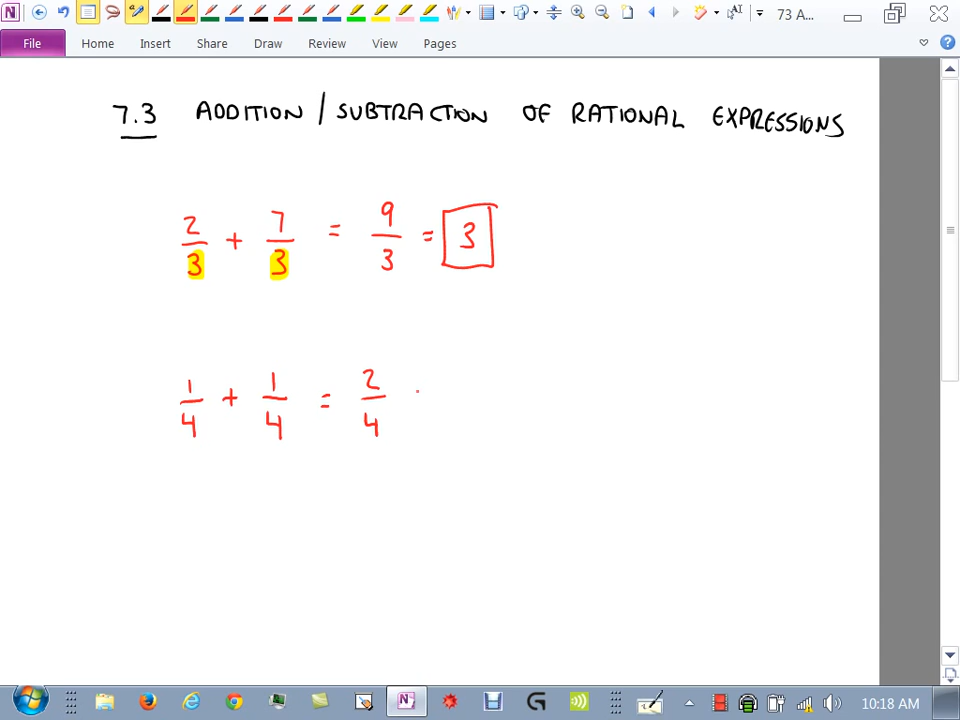 73 A...
File Home Insert Share Draw Review View Pages
7.3 ADDITION / SUBTRACTION OF RATIONAL EXPRESSIONS
2/3 + 7/3 = 9/3 = 3
1/4 + 1/4 = 2/4
10:18 AM